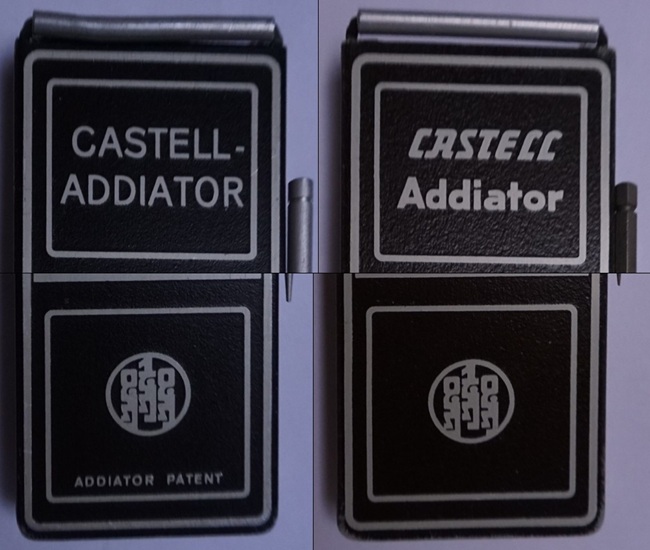 CASTELL-
ADDIATOR
CASTELL
Addiator
ADDIATOR PATENT